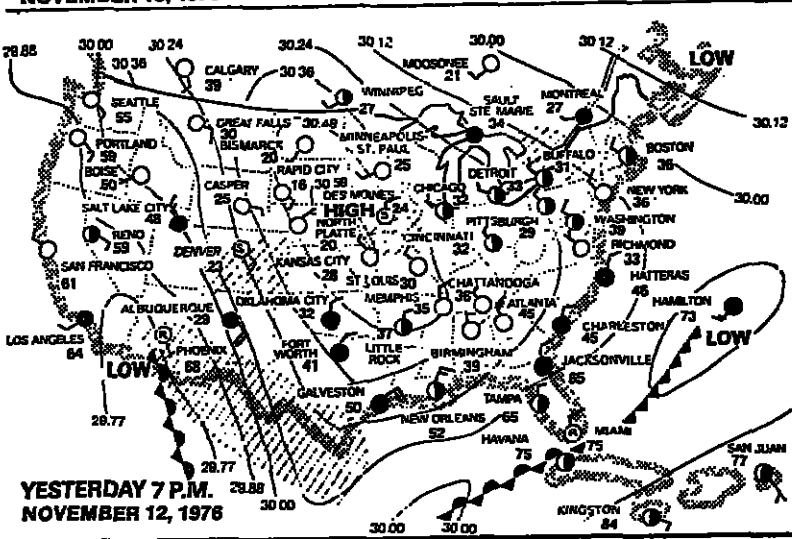 29.88
30 00
30 24
30.24
30 12
30.00
30 12
LOW
30 36
CALGARY
39
30 36
MOOSONEE
21
WINNIPEG
27
SAULT
STE MARIE
34
MONTREAL
27
30.12
SEATTLE
55
GREAT FALLS
30
30.48
BISMARCK
20
MINNEAPOLIS-
ST. PAUL
25
PORTLAND
59
BOISE
50
RAPID CITY
16
30 59
DETROIT
33
BUFFALO
31
BOSTON
36
CASPER
25
DES MOINES
24
HIGH
CHICAGO
32
NEW YORK
36
30.00
SALT LAKE CITY
48
NORTH
PLATTE
20
PITTSBURGH
29
WASHINGTON
39
RENO
59
CINCINNATI
32
RICHMOND
33
DENVER
23
KANSAS CITY
28
ST LOUIS
30
SAN FRANCISCO
61
CHATTANOOGA
36
HATTERAS
46
OKLAHOMA CITY
32
MEMPHIS
35
ATLANTA
45
HAMILTON
73
ALBUQUERQUE
29
LOS ANGELES
64
37
LITTLE
ROCK
CHARLESTON
45
LOW
PHOENIX
68
FORT
WORTH
41
BIRMINGHAM
39
LOW
JACKSONVILLE
65
GALVESTON
50
TAMPA
65
29.77
NEW ORLEANS
52
HAVANA
75
MIAMI
75
SAN JUAN
77
29.77
29.88
30 00
KINGSTON
84
YESTERDAY 7 P.M.
NOVEMBER 12, 1976
30 00
30 00